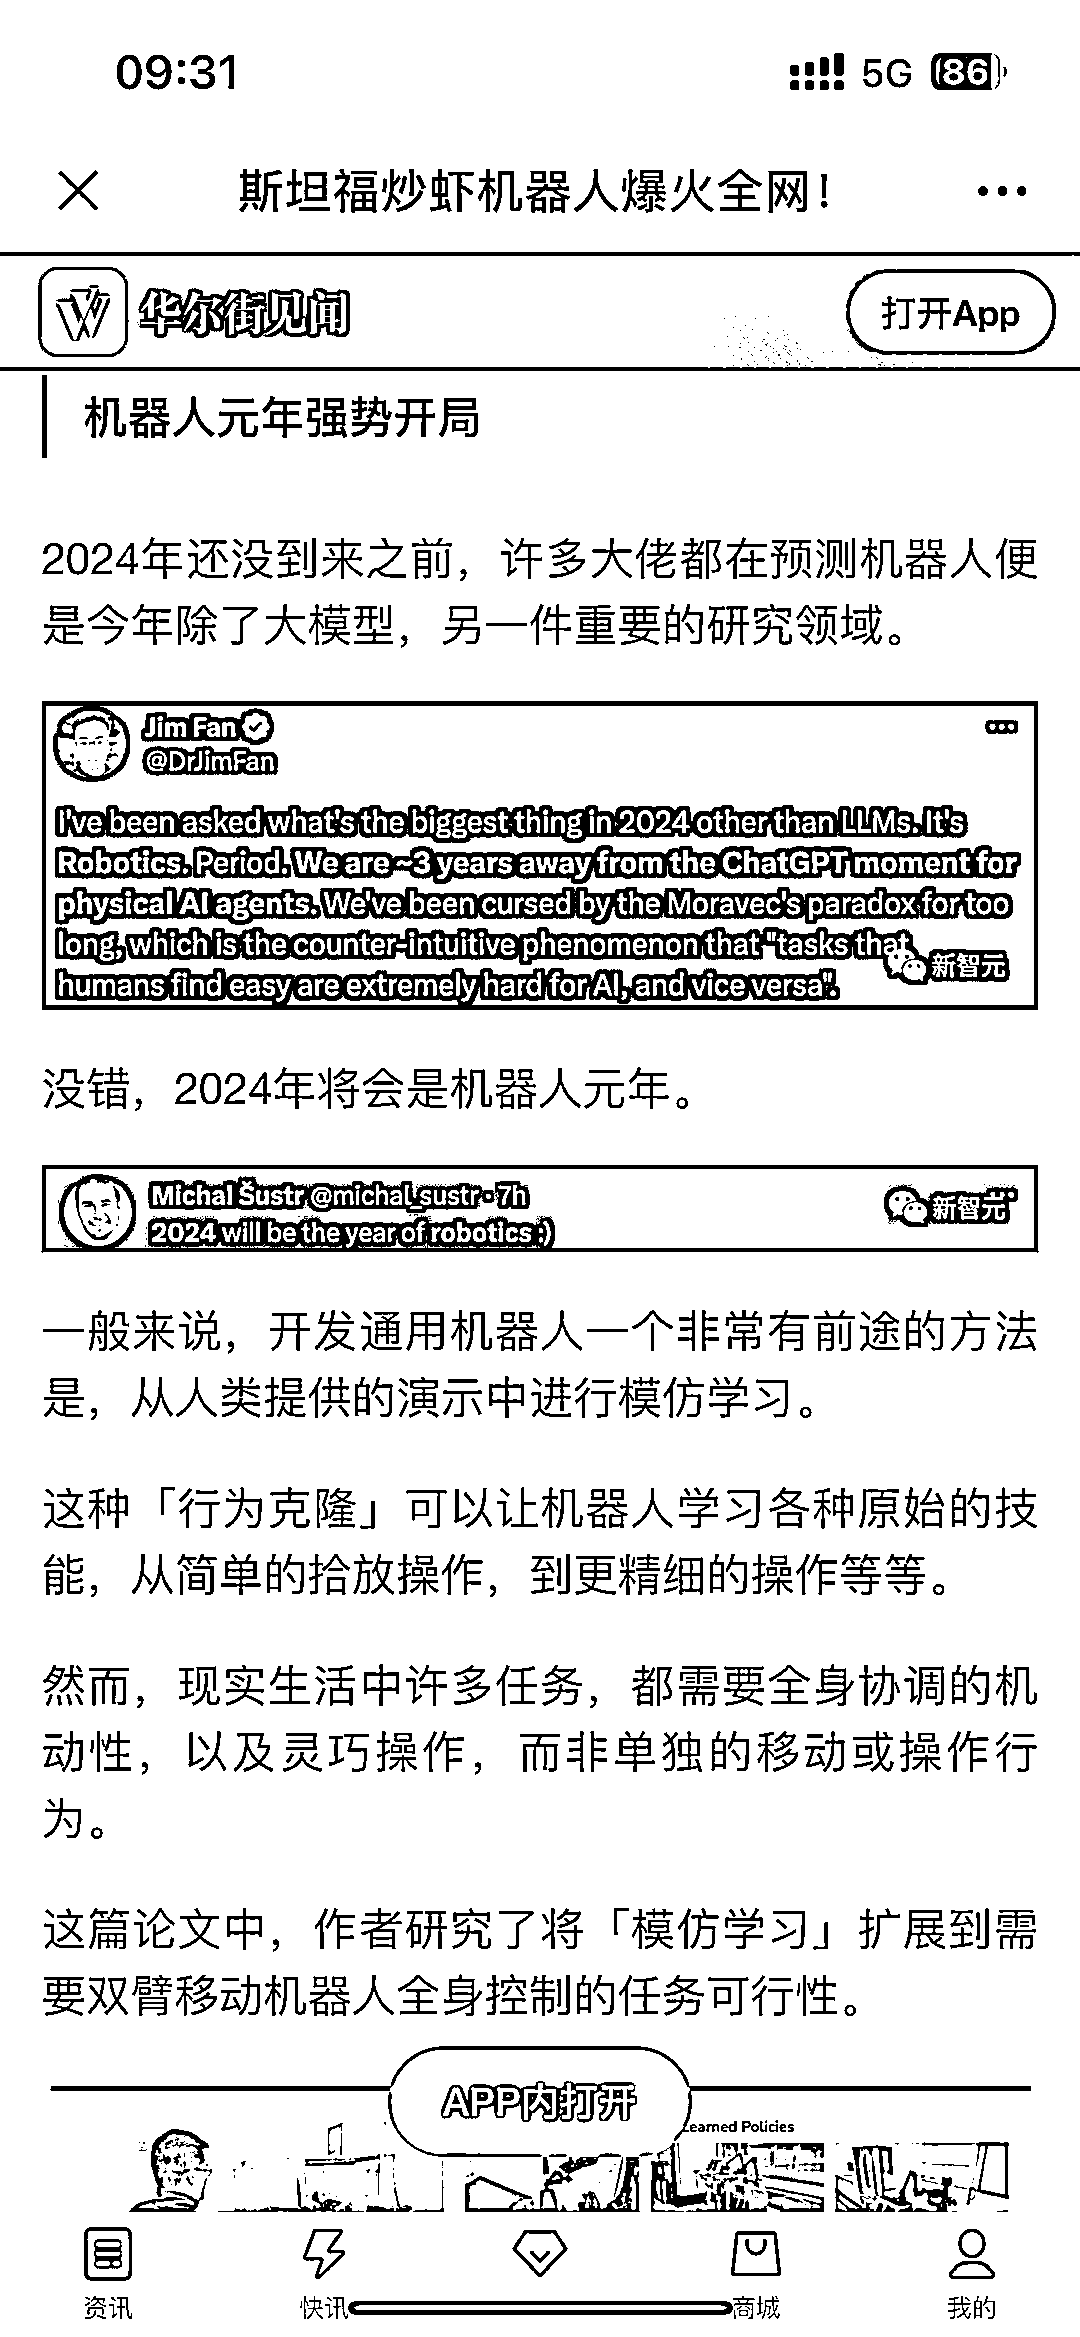 09:31
5G 86
斯坦福炒虾机器人爆火全网！
华尔街见闻
打开App
机器人元年强势开局
2024年还没到来之前，许多大佬都在预测机器人便
是今年除了大模型，另一件重要的研究领域。
Jim Fan
@DrJimFan
I've been asked what's the biggest thing in 2024 other than LLMs. It's
Robotics. Period. We are ~3 years away from the ChatGPT moment for
physical AI agents. We've been cursed by the Moravec's paradox for too
long, which is the counter-intuitive phenomenon that "tasks that
humans find easy are extremely hard for AI, and vice versa".
新智元
没错，2024年将会是机器人元年。
Michal Šustr @michal_sustr · 7h
2024 will be the year of robotics :)
新智元
一般来说，开发通用机器人一个非常有前途的方法
是，从人类提供的演示中进行模仿学习。
这种「行为克隆」可以让机器人学习各种原始的技
能，从简单的拾放操作，到更精细的操作等等。
然而，现实生活中许多任务，都需要全身协调的机
动性，以及灵巧操作，而非单独的移动或操作行
为。
这篇论文中，作者研究了将「模仿学习」扩展到需
要双臂移动机器人全身控制的任务可行性。
APP内打开
Learned Policies
资讯
快讯
商城
我的